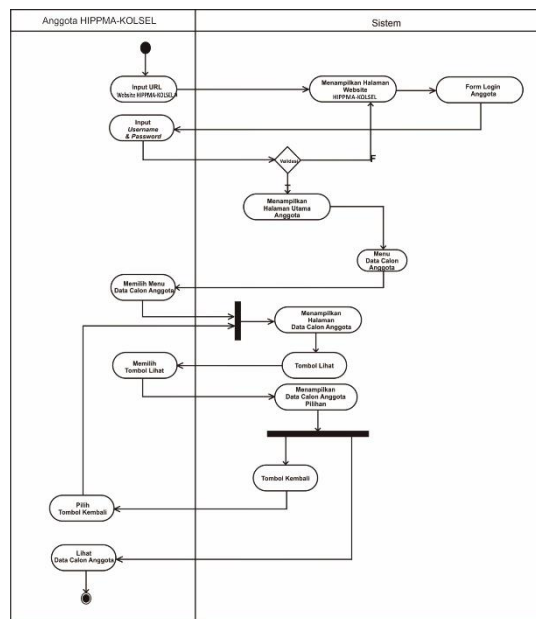 Anggota HIPPMA-KOLSEL
Sistem
Input URL
Website HIPPMA-KOLSEL
Menampilkan Halaman
Website
HIPPMA-KOLSEL
Form Login
Anggota
Input
Username
& Password
Validasi
F
T
Menampilkan
Halaman Utama
Anggota
Menu
Data Calon
Anggota
Memilih Menu
Data Calon Anggota
Menampilkan
Halaman
Data Calon Anggota
Memilih
Tombol Lihat
Tombol Lihat
Menampilkan
Data Calon Anggota
Pilihan
Tombol Kembali
Pilih
Tombol Kembali
Lihat
Data Calon Anggota